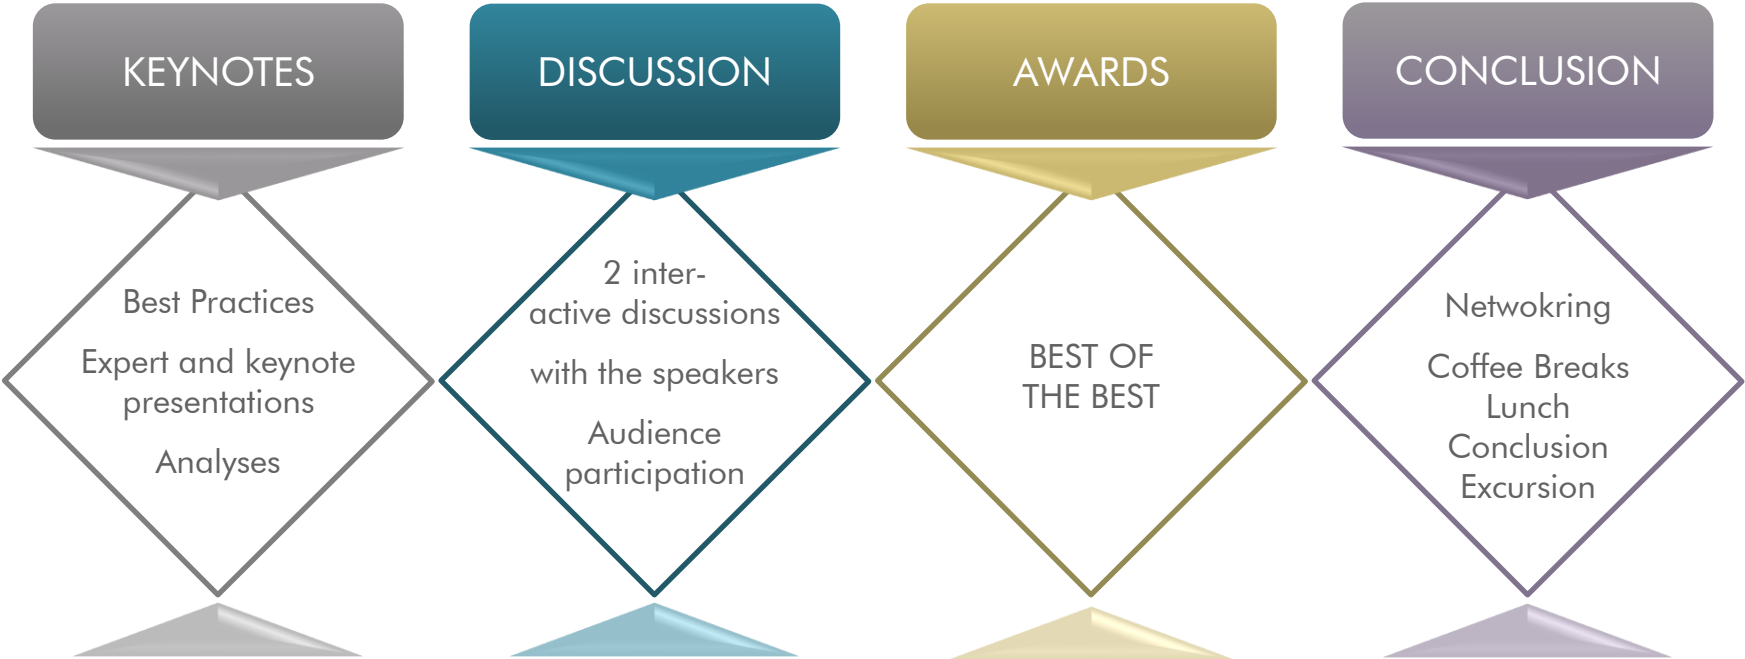 KEYNOTES
Best Practices
Expert and keynote
presentations
Analyses
DISCUSSION
2 inter-
active discussions
with the speakers
Audience
participation
AWARDS
BEST OF
THE BEST
CONCLUSION
Netwokring
Coffee Breaks
Lunch
Conclusion
Excursion